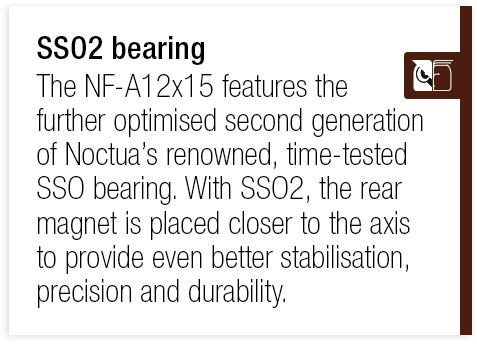 SSO2 bearing
The NF-A12x15 features the
further optimised second generation
of Noctua’s renowned, time-tested
SSO bearing. With SSO2, the rear
magnet is placed closer to the axis
to provide even better stabilisation,
precision and durability.